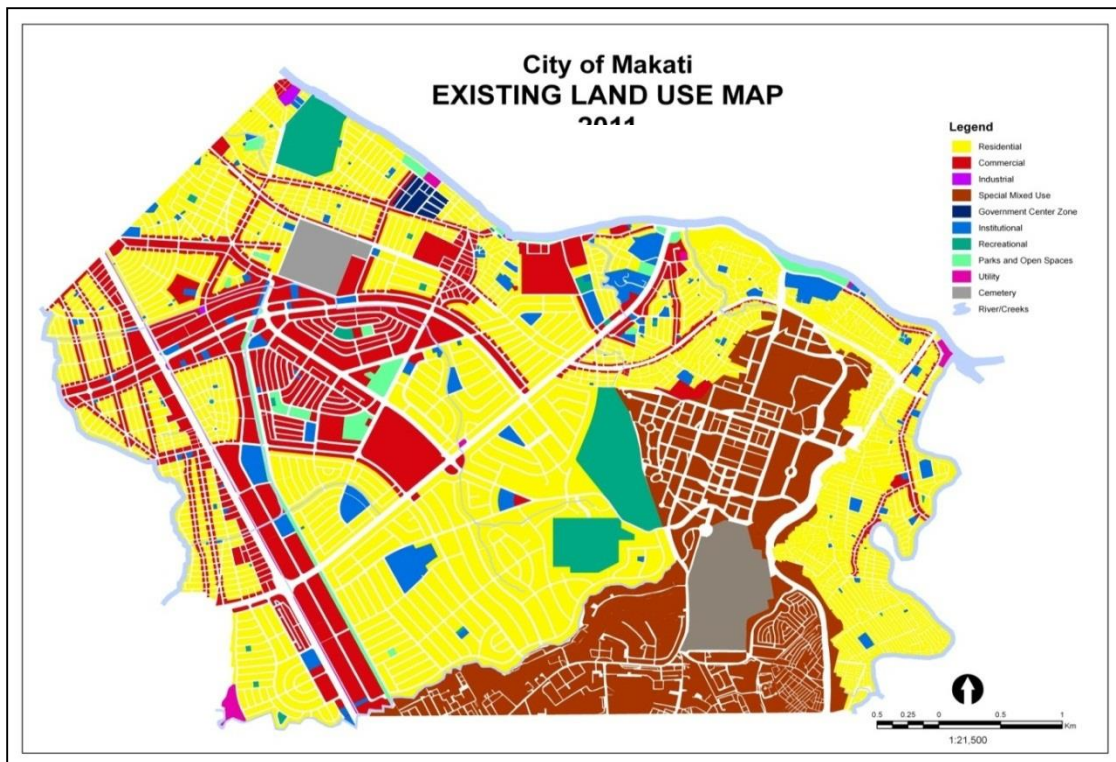 City of Makati
EXISTING LAND USE MAP
2011
Legend
Residential
Commercial
Industrial
Special Mixed Use
Government Center Zone
Institutional
Recreational
Parks and Open Spaces
Utility
Cemetery
River/Creeks
0.5 0.25 0 0.5 1
Km
1:21,500